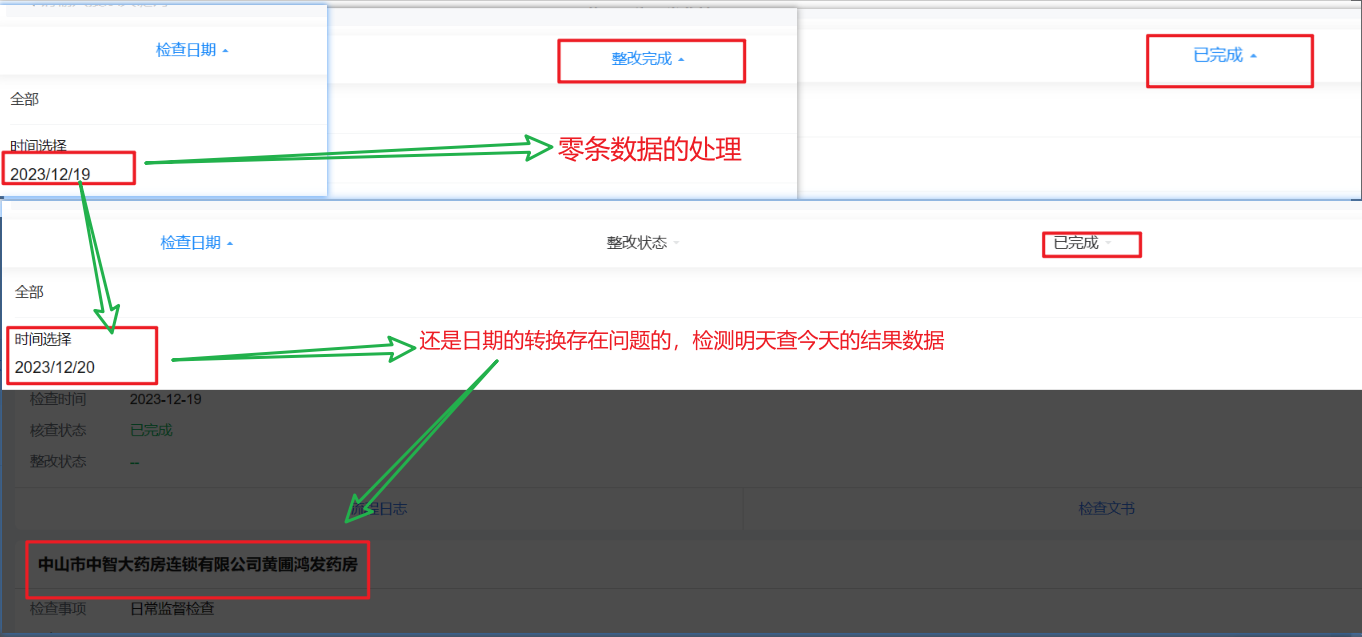 检查日期
整改完成
已完成
全部
时间选择
零条数据的处理
2023/12/19
检查日期
整改状态
已完成
全部
时间选择
还是日期的转换存在问题的，检测明天查今天的结果数据
2023/12/20
检查时间 2023-12-19
核查状态 已完成
整改状态 --
流程日志
检查文书
中山市中智大药房连锁有限公司黄圃鸿发药房
检查事项 日常监督检查